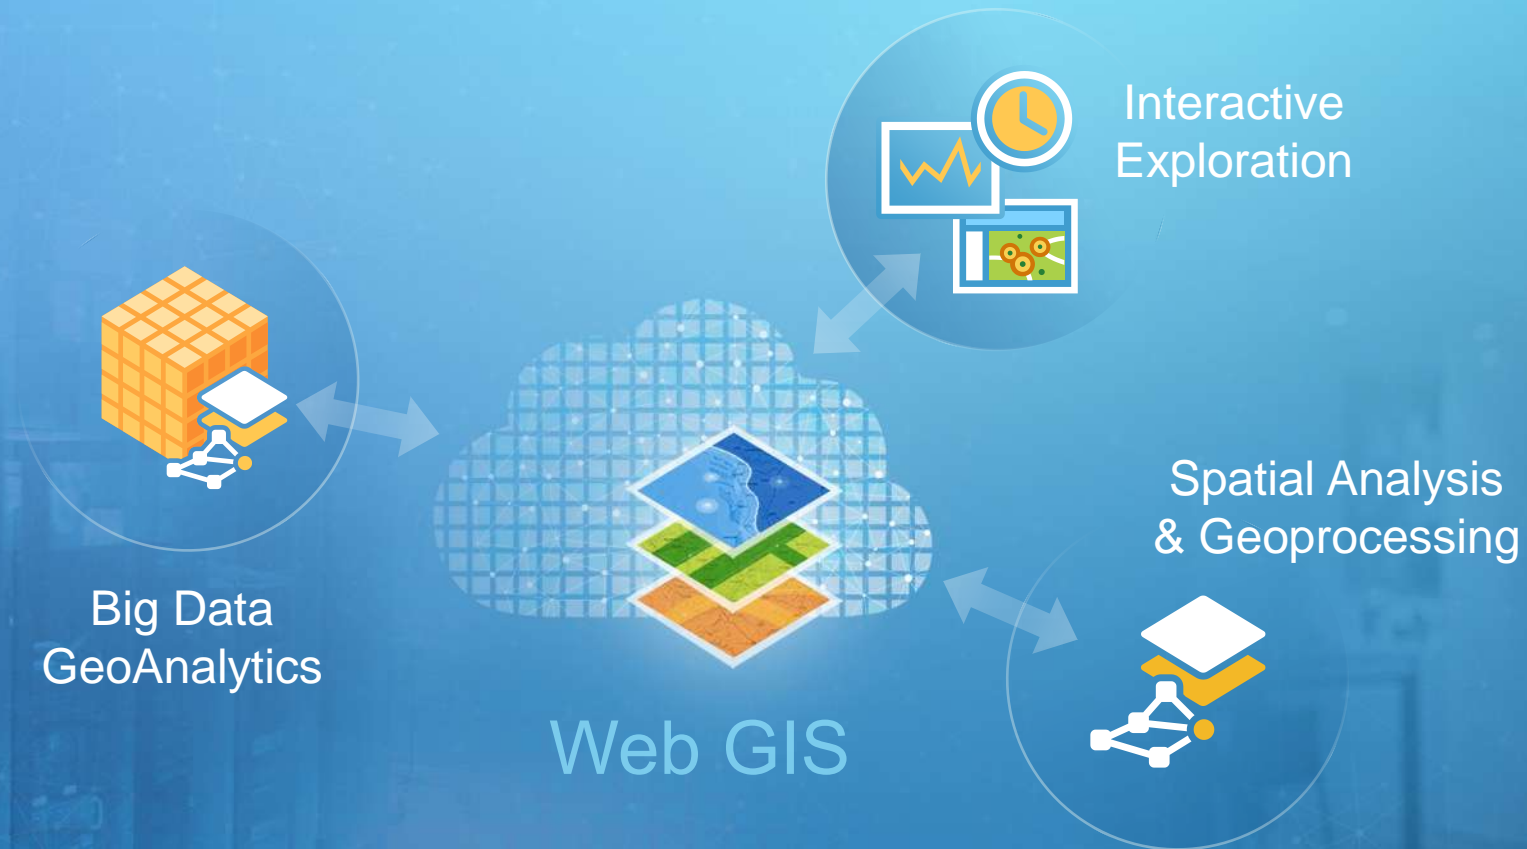 Interactive
Exploration
Spatial Analysis
& Geoprocessing
Big Data
GeoAnalytics
Web GIS